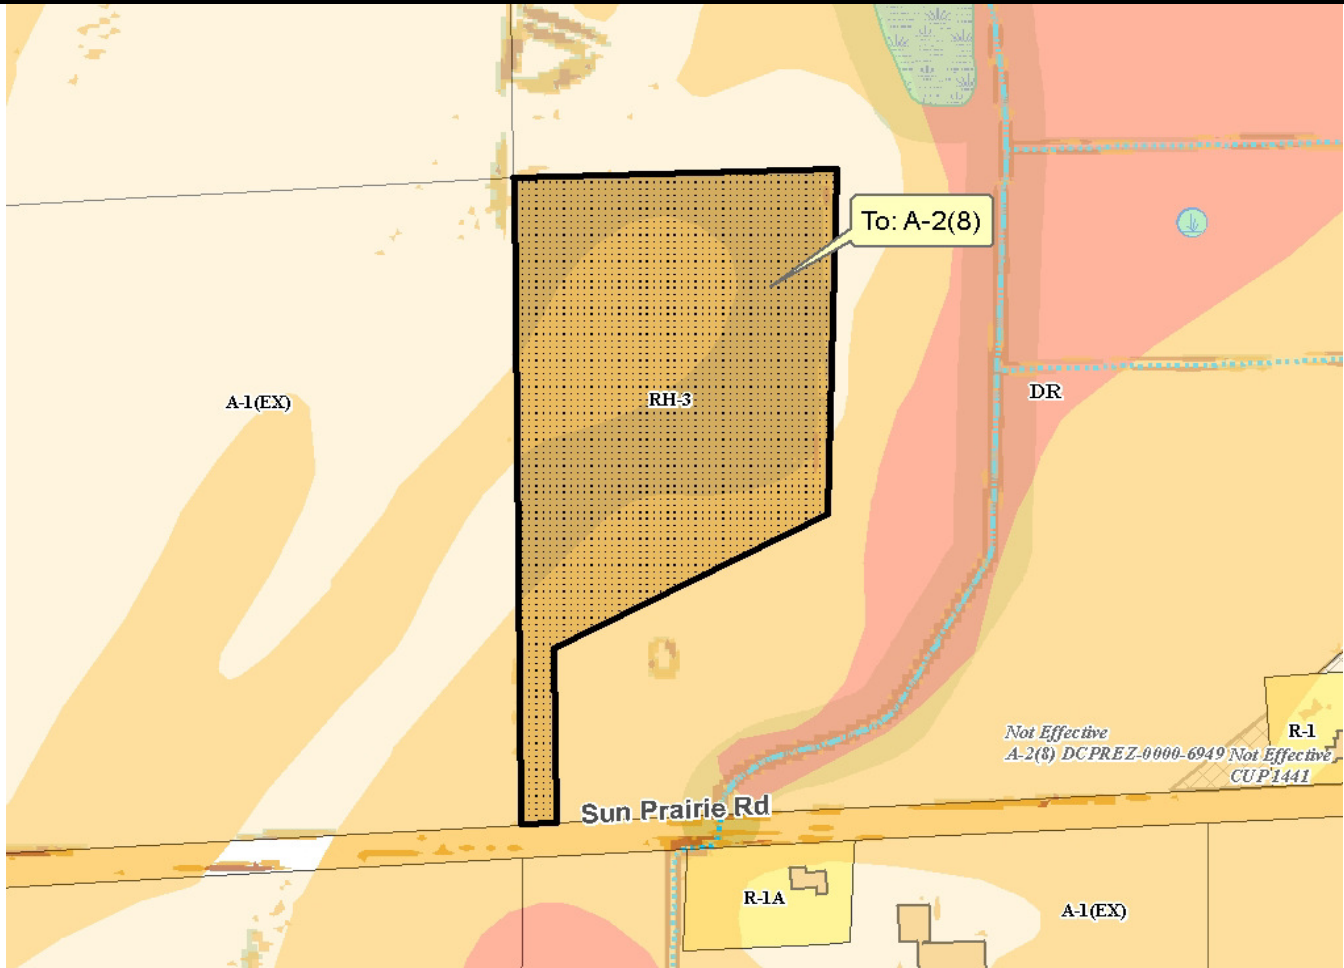 To: A-2(8)
A-1(EX)
RH-3
DR
Not Effective
A-2(8) DCPREZ-0000-6949
Not Effective
CUP 1441
R-1
Sun Prairie Rd
R-1A
A-1(EX)